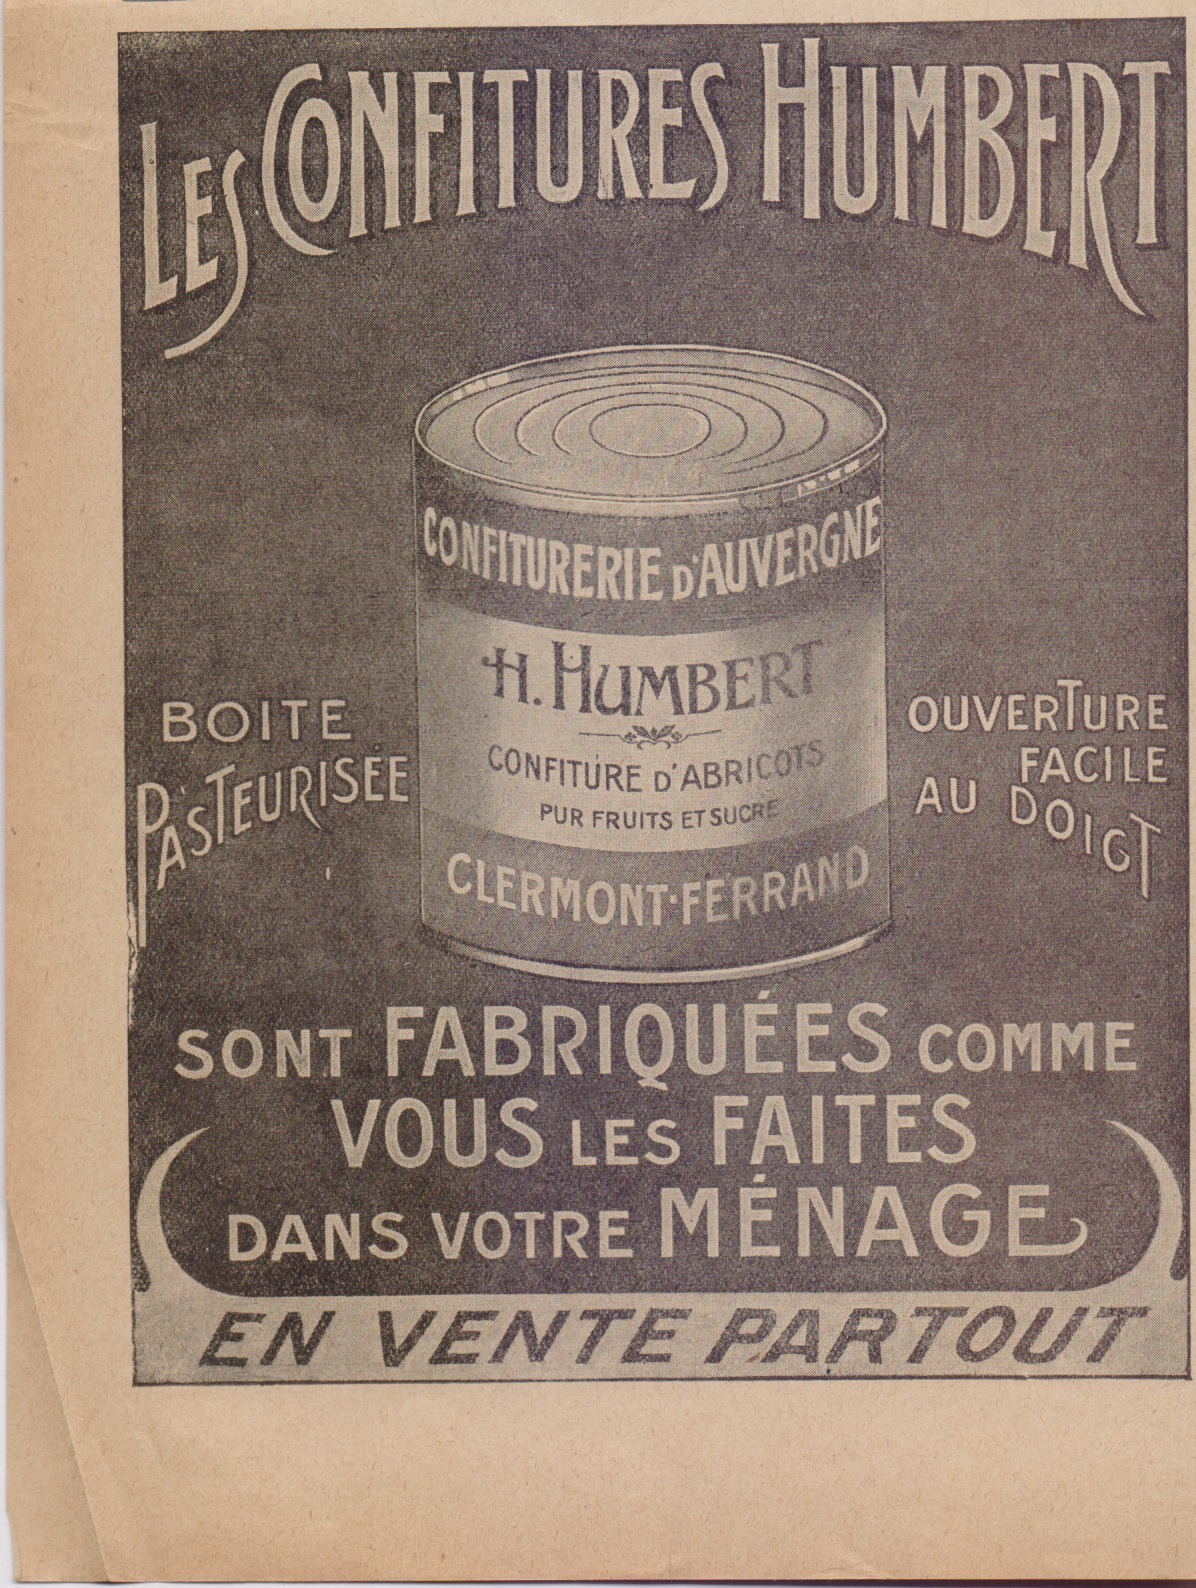 LES CONFITURES HUMBERT
CONFITURERIE D'AUVERGNE
H. HUMBERT
CONFITURE D'ABRICOTS
PUR FRUITS ET SUCRE
CLERMONT-FERRAND
BOITE
PASTEURISÉE
OUVERTURE
FACILE
AU DOIGT
SONT FABRIQUÉES COMME
VOUS LES FAITES
DANS VOTRE MÉNAGE
EN VENTE PARTOUT